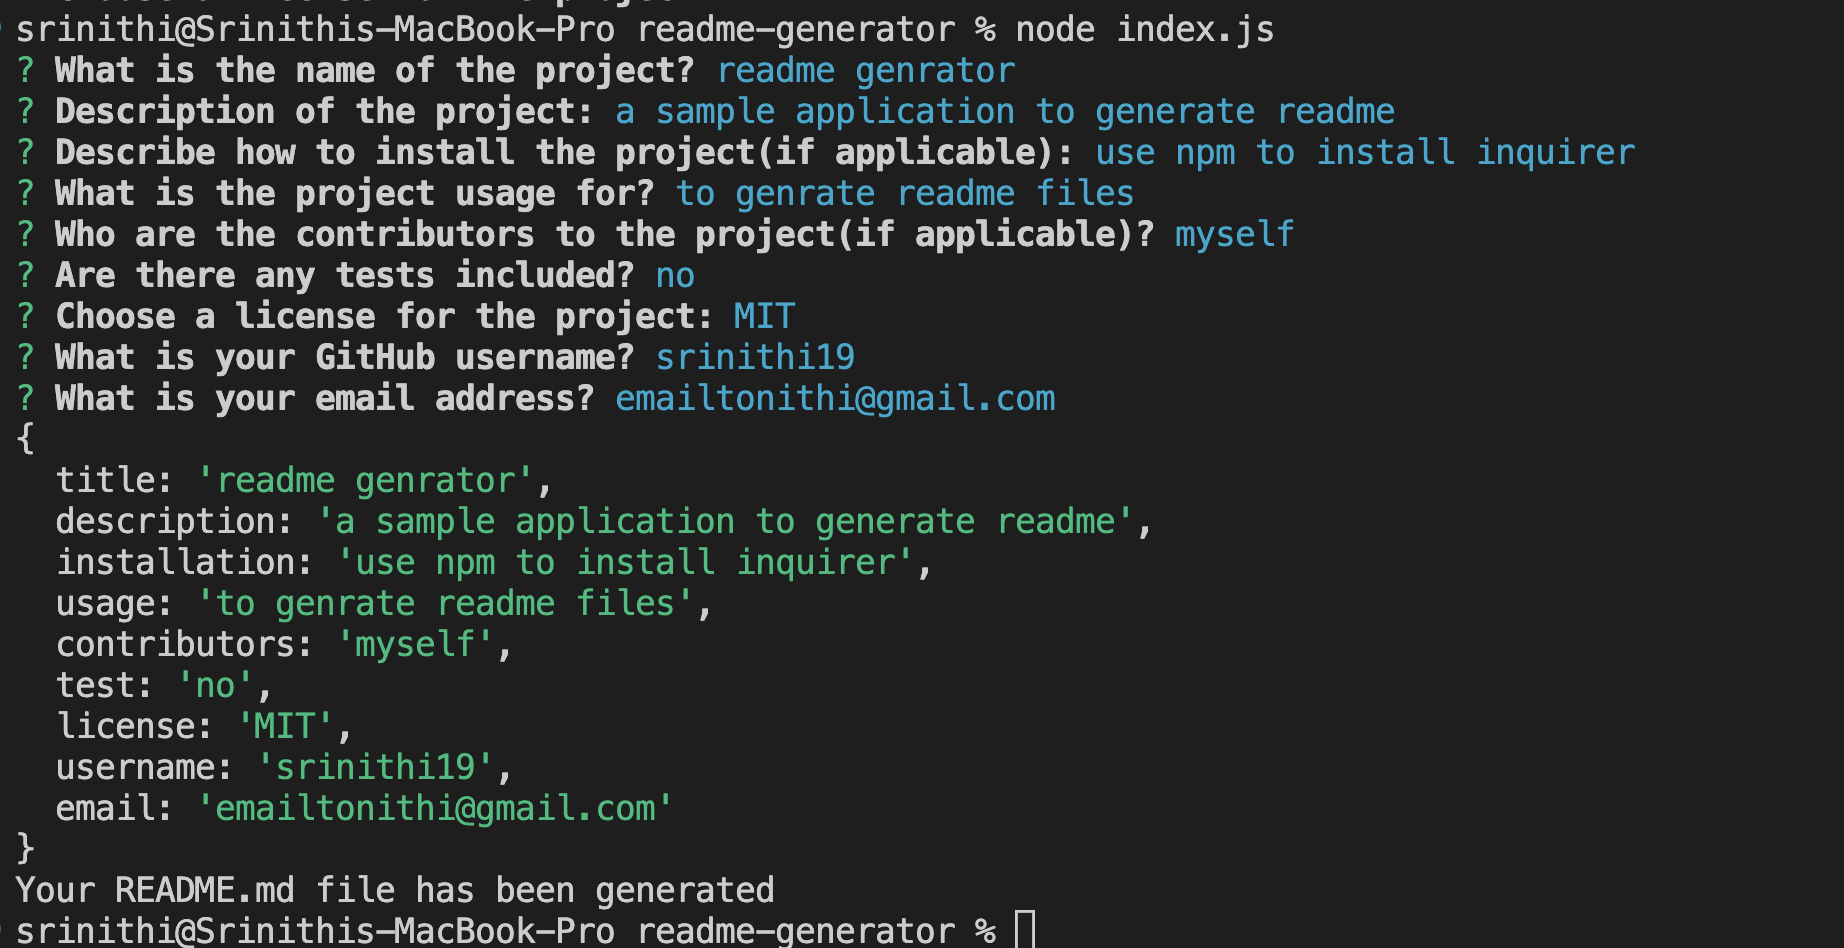 srinithi@Srinithis-MacBook-Pro readme-generator % node index.js
? What is the name of the project? readme genrator
? Description of the project: a sample application to generate readme
? Describe how to install the project(if applicable): use npm to install inquirer
? What is the project usage for? to genrate readme files
? Who are the contributors to the project(if applicable)? myself
? Are there any tests included? no
? Choose a license for the project: MIT
? What is your GitHub username? srinithi19
? What is your email address? emailtonithi@gmail.com
{
  title: 'readme genrator',
  description: 'a sample application to generate readme',
  installation: 'use npm to install inquirer',
  usage: 'to genrate readme files',
  contributors: 'myself',
  test: 'no',
  license: 'MIT',
  username: 'srinithi19',
  email: 'emailtonithi@gmail.com'
}
Your README.md file has been generated
srinithi@Srinithis-MacBook-Pro readme-generator %